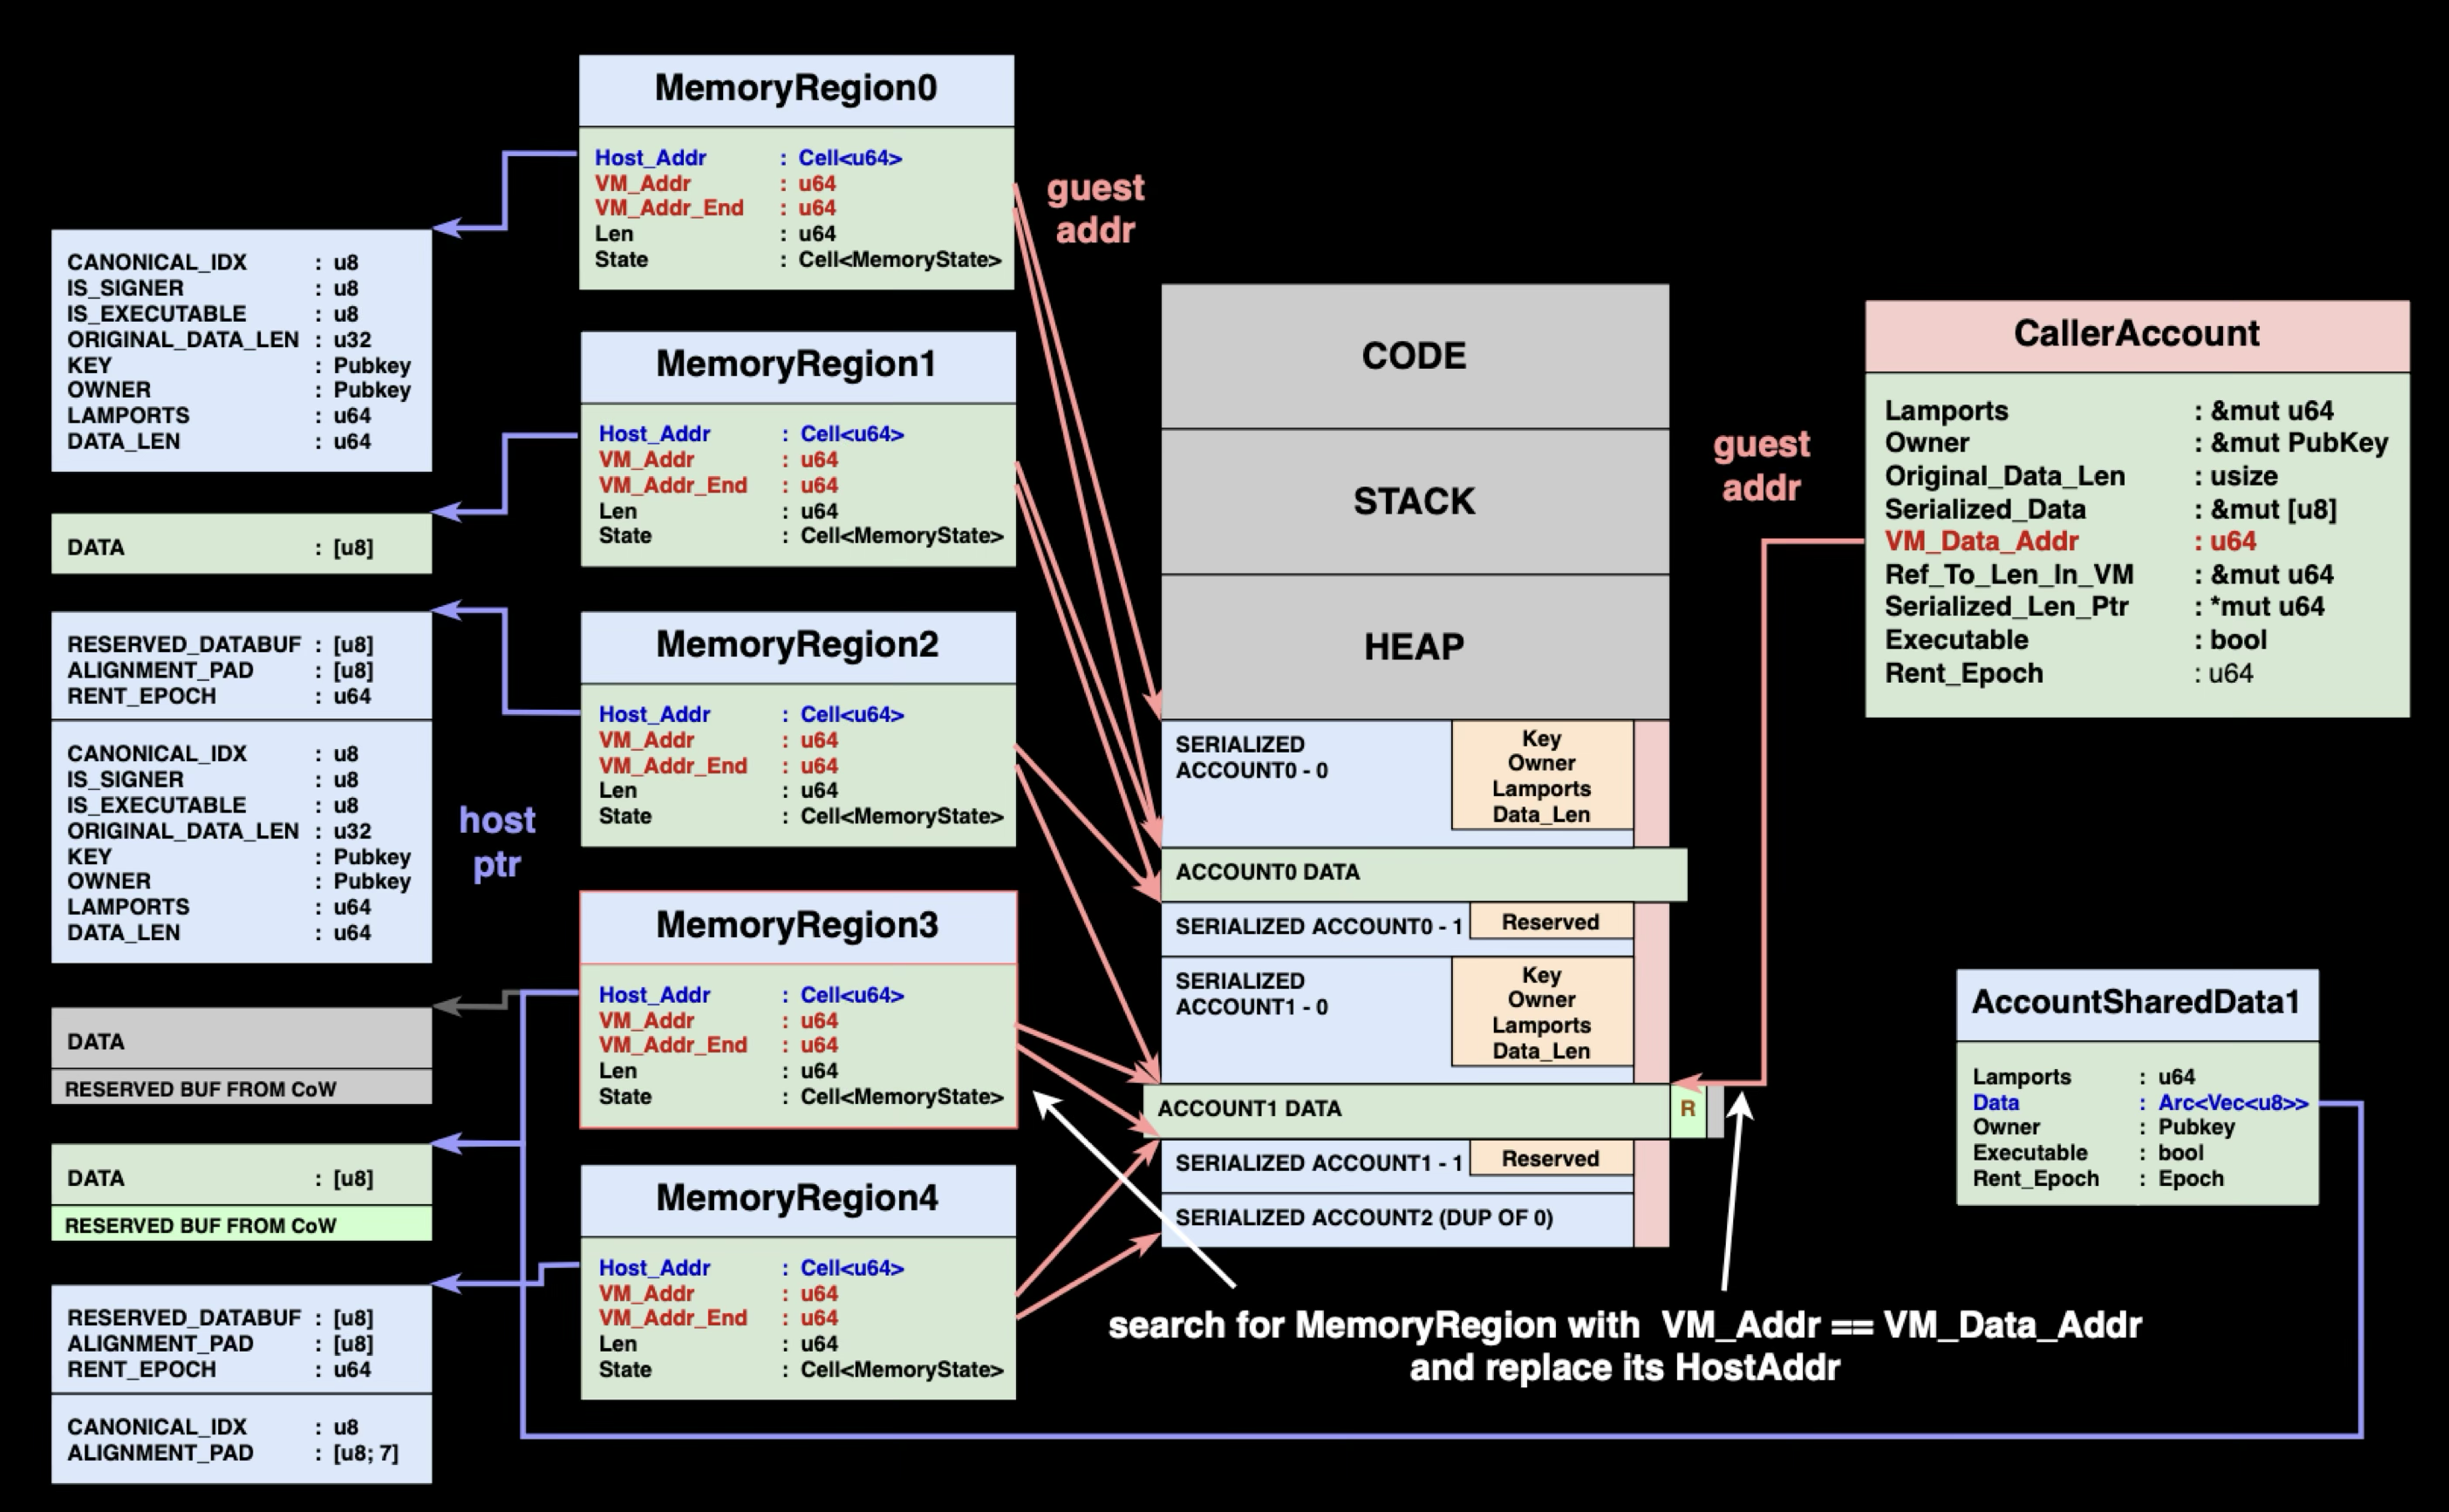 MemoryRegion0
Host_Addr : Cell<u64>
VM_Addr : u64
VM_Addr_End : u64
Len : u64
State : Cell<MemoryState>
MemoryRegion1
Host_Addr : Cell<u64>
VM_Addr : u64
VM_Addr_End : u64
Len : u64
State : Cell<MemoryState>
MemoryRegion2
Host_Addr : Cell<u64>
VM_Addr : u64
VM_Addr_End : u64
Len : u64
State : Cell<MemoryState>
MemoryRegion3
Host_Addr : Cell<u64>
VM_Addr : u64
VM_Addr_End : u64
Len : u64
State : Cell<MemoryState>
MemoryRegion4
Host_Addr : Cell<u64>
VM_Addr : u64
VM_Addr_End : u64
Len : u64
State : Cell<MemoryState>
CANONICAL_IDX : u8
IS_SIGNER : u8
IS_EXECUTABLE : u8
ORIGINAL_DATA_LEN : u32
KEY : Pubkey
OWNER : Pubkey
LAMPORTS : u64
DATA_LEN : u64
DATA : [u8]
RESERVED_DATABUF : [u8]
ALIGNMENT_PAD : [u8]
RENT_EPOCH : u64
CANONICAL_IDX : u8
IS_SIGNER : u8
IS_EXECUTABLE : u8
ORIGINAL_DATA_LEN : u32
KEY : Pubkey
OWNER : Pubkey
LAMPORTS : u64
DATA_LEN : u64
DATA
RESERVED BUF FROM CoW
DATA : [u8]
RESERVED BUF FROM CoW
RESERVED_DATABUF : [u8]
ALIGNMENT_PAD : [u8]
RENT_EPOCH : u64
CANONICAL_IDX : u8
ALIGNMENT_PAD : [u8; 7]
host
ptr
guest
addr
CODE
STACK
HEAP
SERIALIZED
ACCOUNT0 - 0
Key
Owner
Lamports
Data_Len
ACCOUNT0 DATA
SERIALIZED ACCOUNT0 - 1
Reserved
SERIALIZED
ACCOUNT1 - 0
Key
Owner
Lamports
Data_Len
ACCOUNT1 DATA
R
SERIALIZED ACCOUNT1 - 1
Reserved
SERIALIZED ACCOUNT2 (DUP OF 0)
guest
addr
CallerAccount
Lamports : &mut u64
Owner : &mut PubKey
Original_Data_Len : usize
Serialized_Data : &mut [u8]
VM_Data_Addr : u64
Ref_To_Len_In_VM : &mut u64
Serialized_Len_Ptr : *mut u64
Executable : bool
Rent_Epoch : u64
AccountSharedData1
Lamports : u64
Data : Arc<Vec<u8>>
Owner : Pubkey
Executable : bool
Rent_Epoch : Epoch
search for MemoryRegion with VM_Addr == VM_Data_Addr
and replace its HostAddr